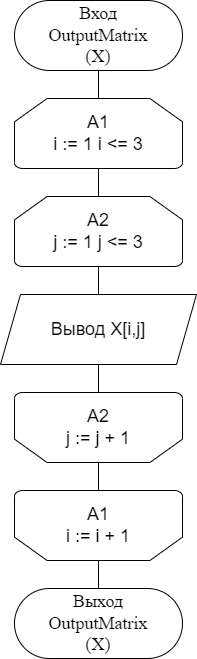 Вход
OutputMatrix
(X)
A1
i := 1 i <= 3
A2
j := 1 j <= 3
Вывод X[i,j]
A2
j := j + 1
A1
i := i + 1
Выход
OutputMatrix
(X)